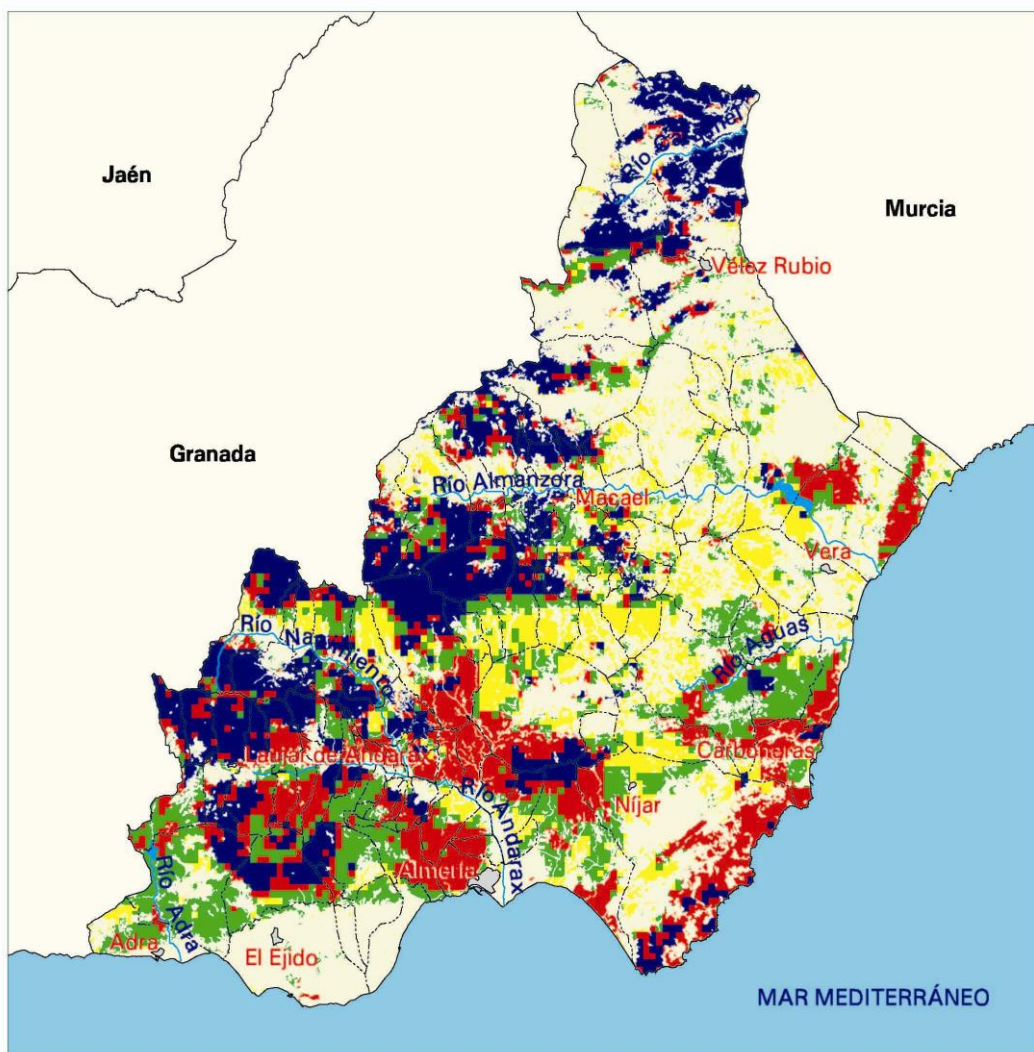 Jaén
Río
Murcia
Vélez Rubio
Granada
Río Almanzora
Macael
Vera
Río Nacimiento
Río Aguas
Laujar de Andarax
Carboneras
Río Andarax
Níjar
Almería
Río Adra
Adra
El Ejido
MAR MEDITERRÁNEO